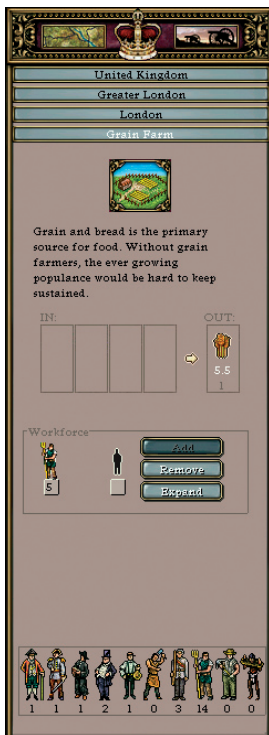 United Kingdom
Greater London
London
Grain Farm
Grain and bread is the primary
source for food. Without grain
farmers, the ever growing
populance would be hard to keep
sustained.
IN:
OUT:
5.5
1
Workforce
5
Add
Remove
Expand
1 1 1 2 1 0 3 14 0 0